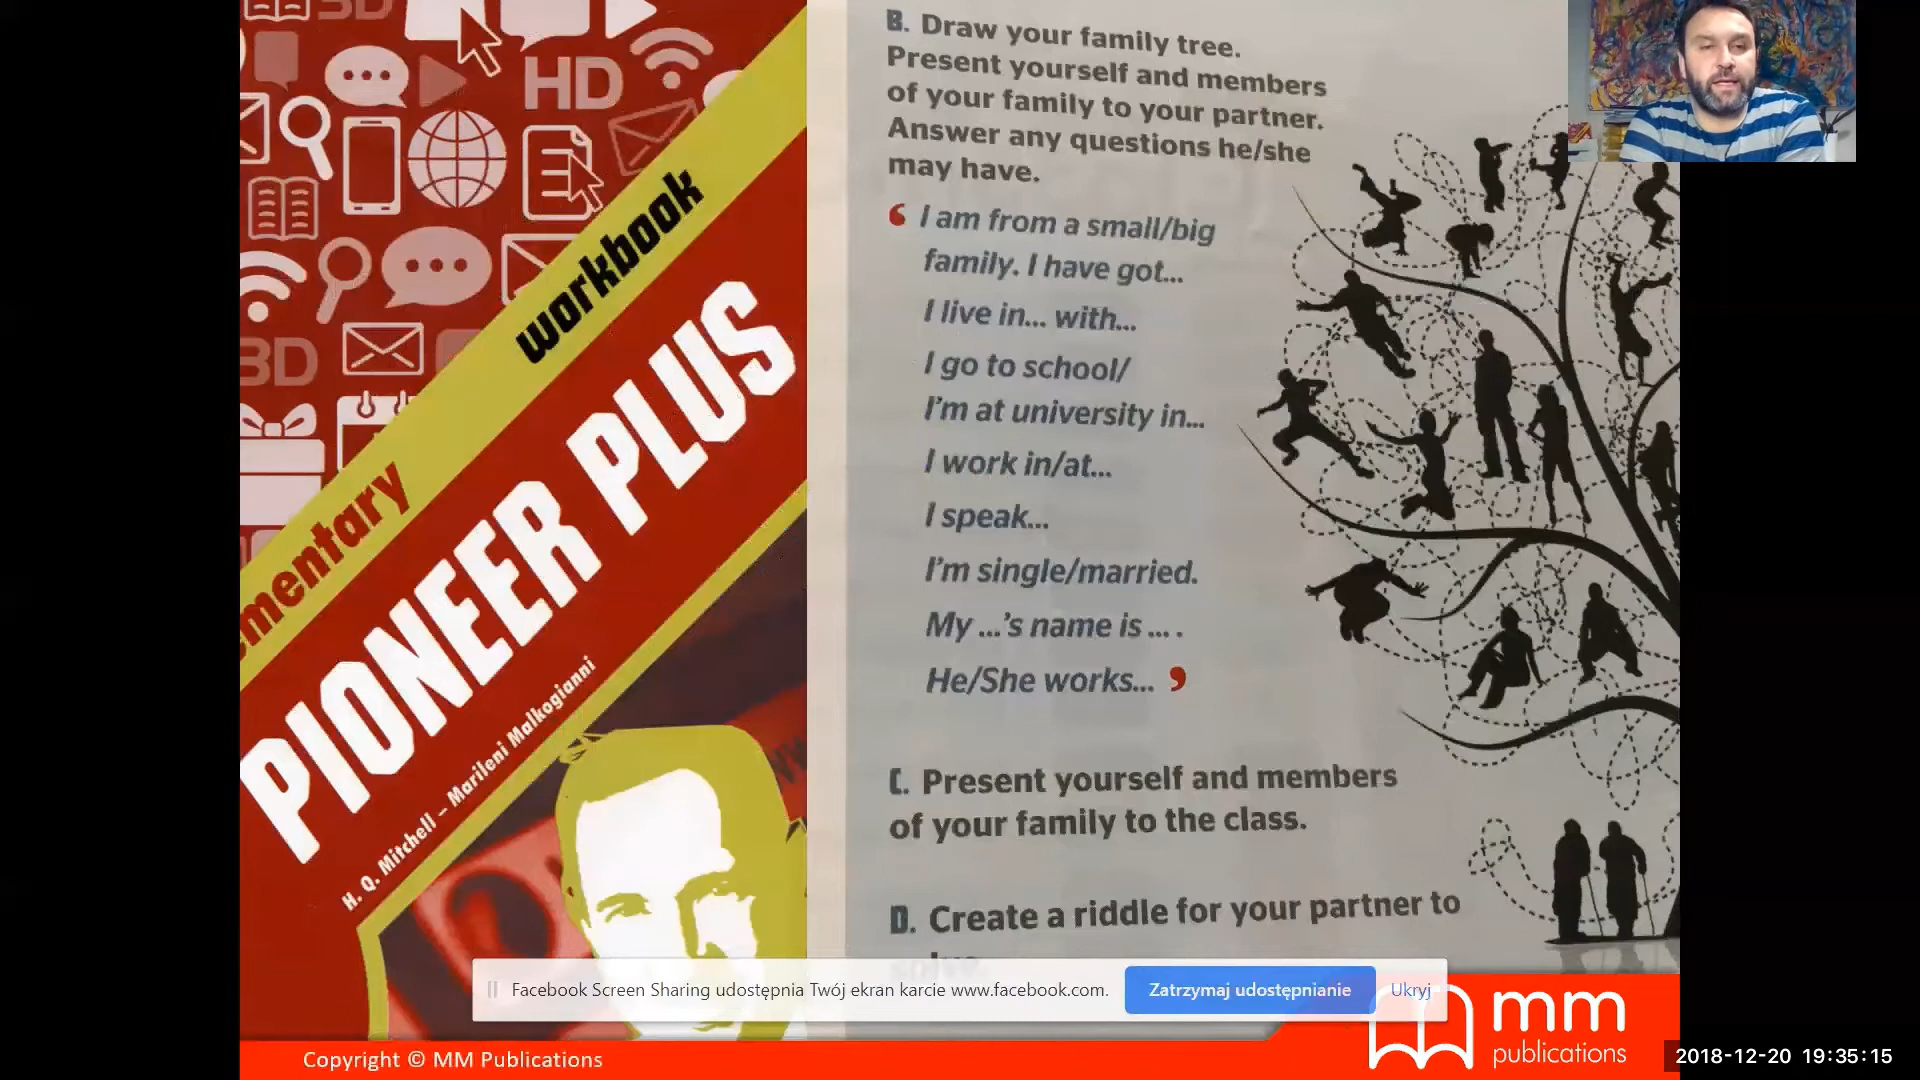 3D
HD
3D
workbook
mentary
PIONEER PLUS
H. Q. Mitchell – Marileni Malkogianni
B. Draw your family tree.
Present yourself and members
of your family to your partner.
Answer any questions he/she
may have.
‘ I am from a small/big
family. I have got...
I live in... with...
I go to school/
I’m at university in...
I work in/at...
I speak...
I’m single/married.
My ...’s name is ... .
He/She works... ’
C. Present yourself and members
of your family to the class.
D. Create a riddle for your partner to
solve.
Facebook Screen Sharing udostępnia Twój ekran karcie www.facebook.com.
Zatrzymaj udostępnianie
Ukryj
mm
publications
Copyright © MM Publications
2018-12-20 19:35:15